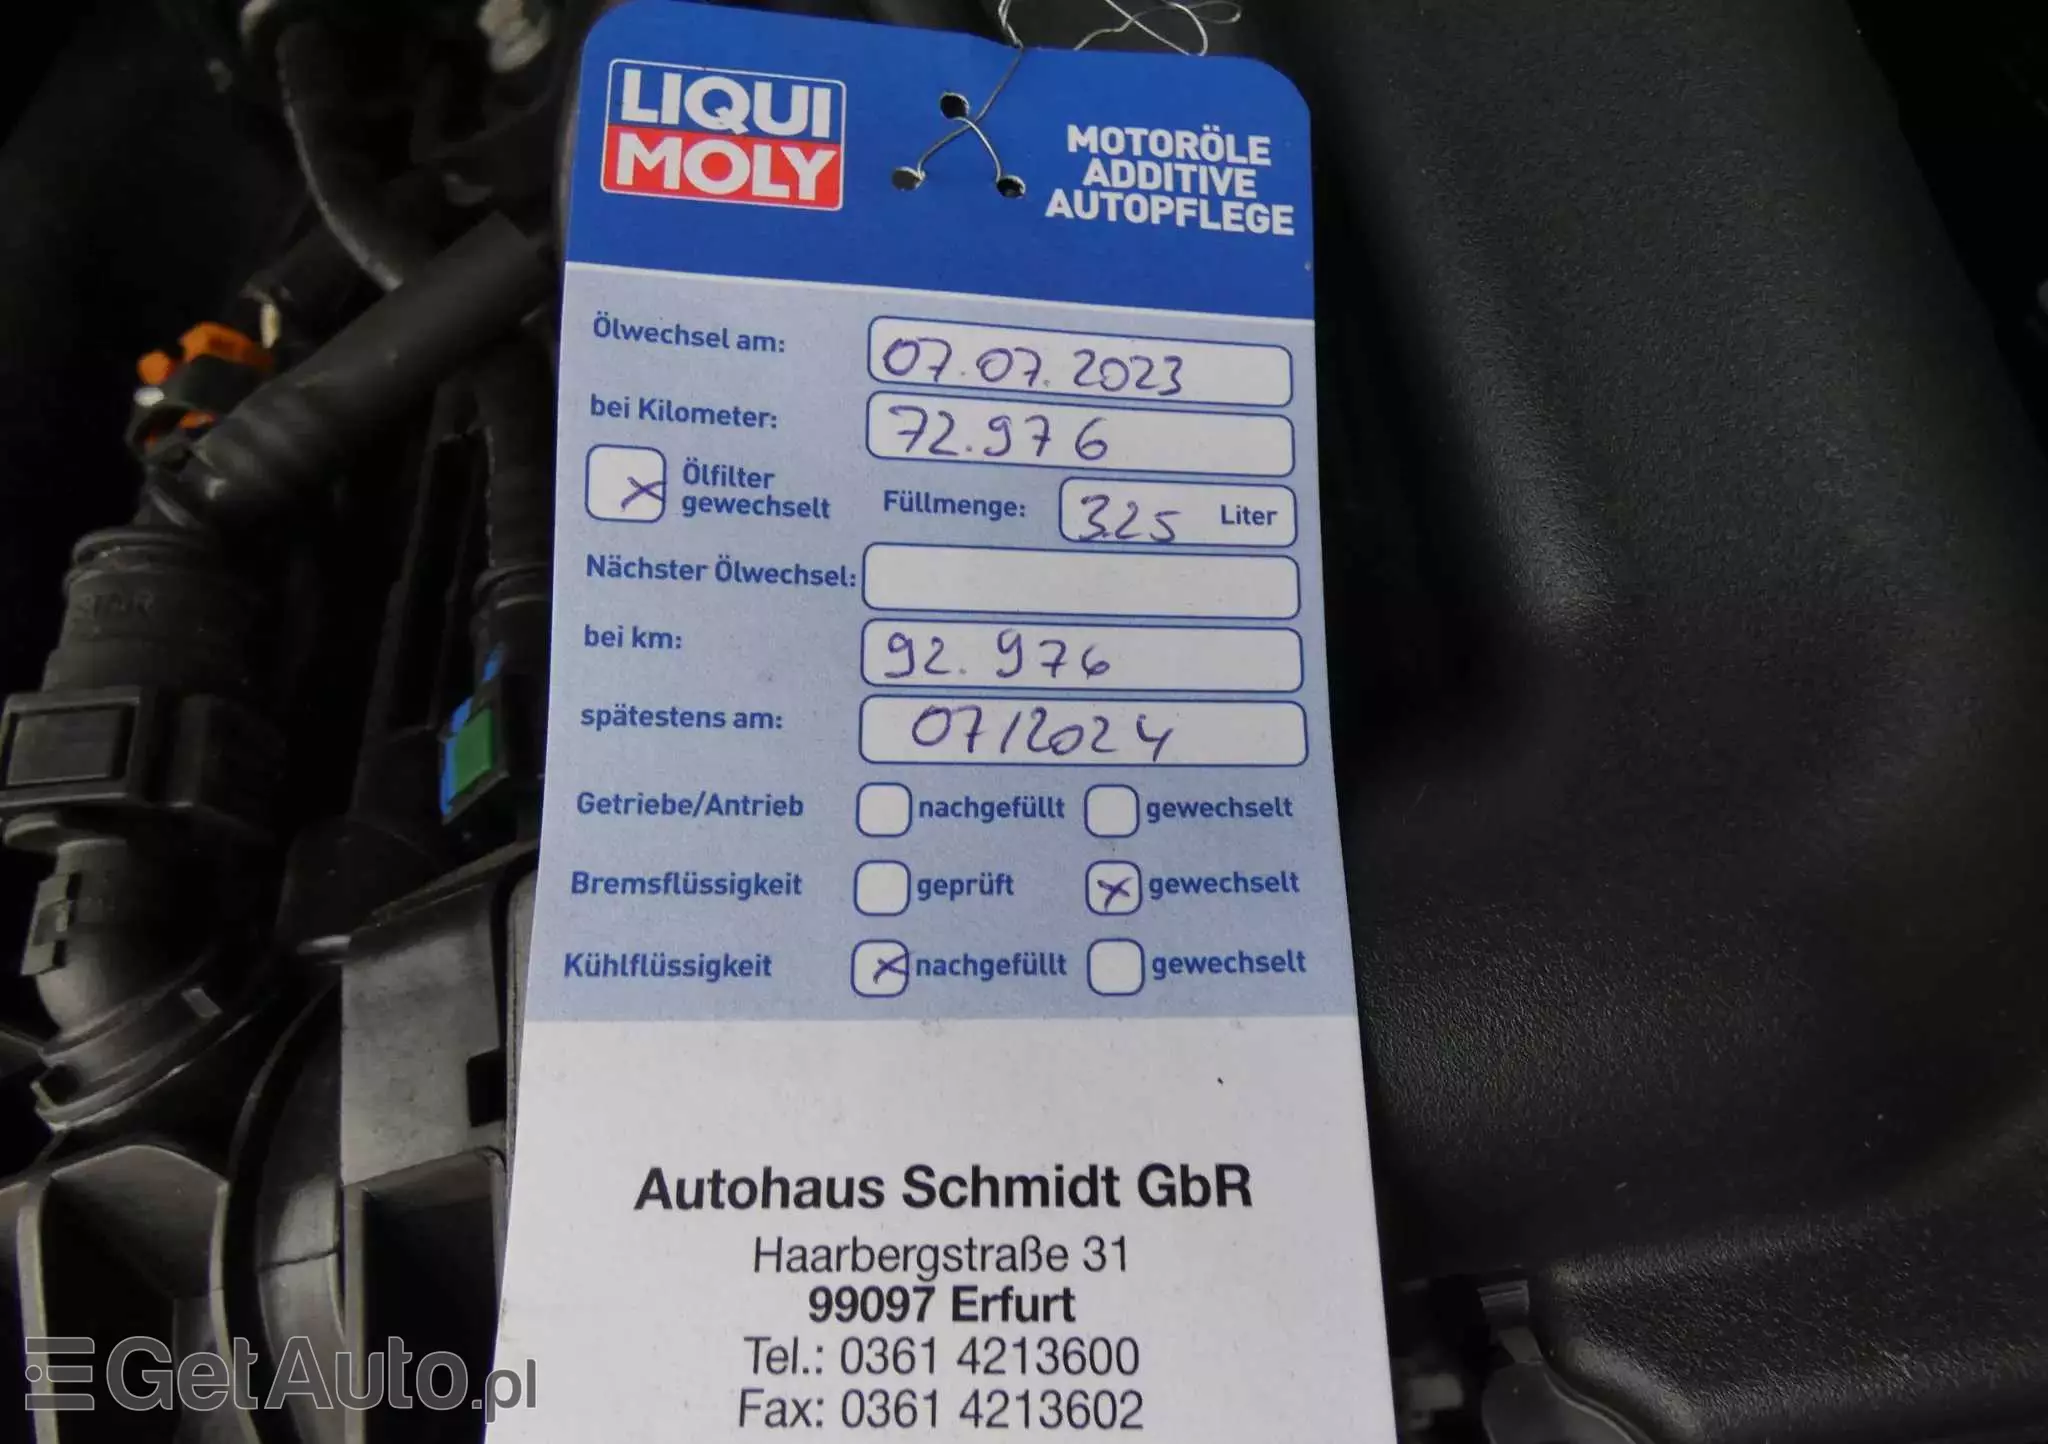 LIQUI
MOLY
MOTORÖLE
ADDITIVE
AUTOPFLEGE
Ölwechsel am: 07.07.2023
bei Kilometer: 72.976
Ölfilter
gewechselt
Füllmenge: 3.25 Liter
Nächster Ölwechsel:
bei km: 92.976
spätestens am: 07/2024
Getriebe/Antrieb nachgefüllt gewechselt
Bremsflüssigkeit geprüft x gewechselt
Kühlflüssigkeit x nachgefüllt gewechselt
Autohaus Schmidt GbR
Haarbergstraße 31
99097 Erfurt
Tel.: 0361 4213600
Fax: 0361 4213602
GetAuto.pl